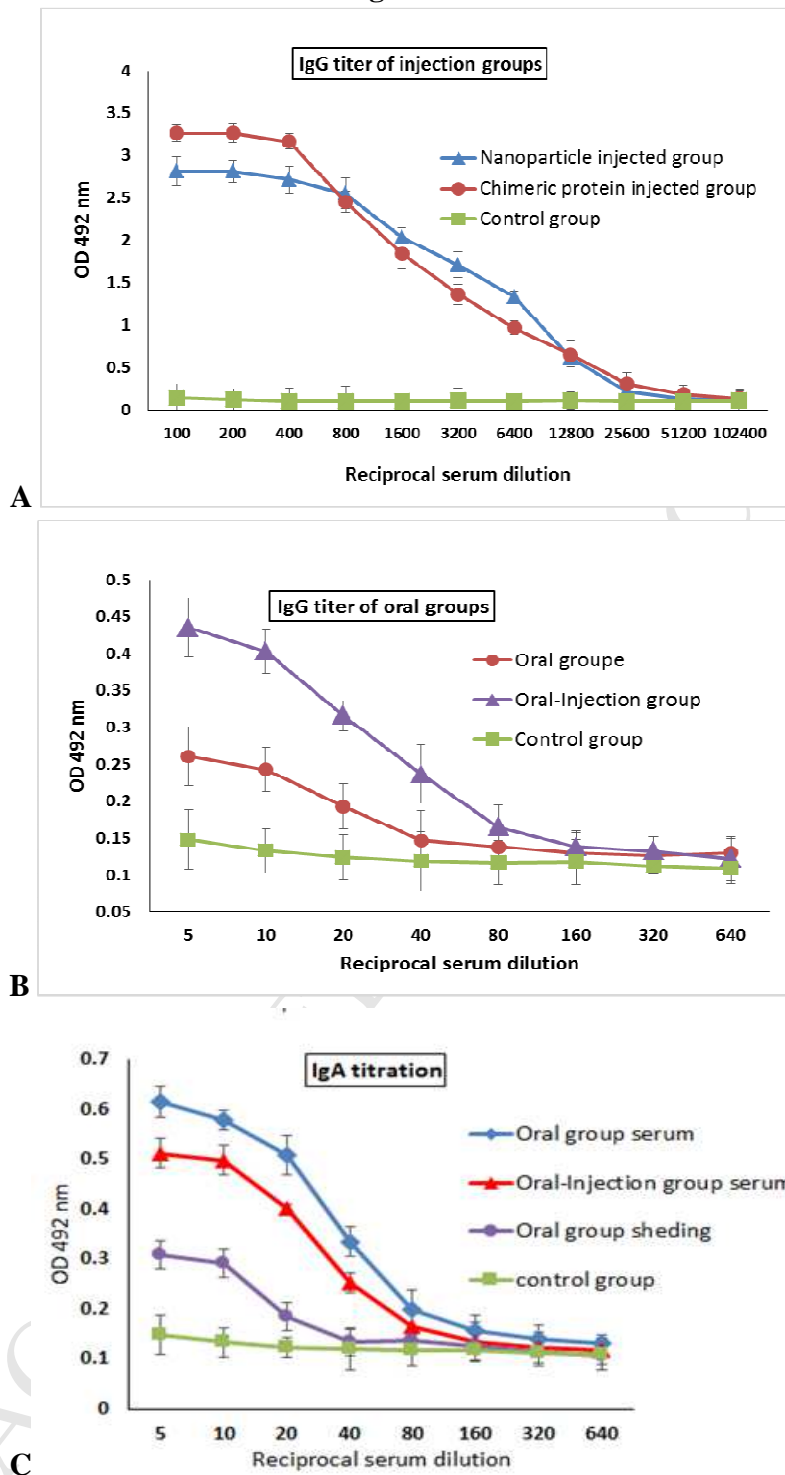 IgG titer of injection groups
4
3.5
3
2.5
2
1.5
1
0.5
0
OD 492 nm
Nanoparticle injected group
Chimeric protein injected group
Control group
100 200 400 800 1600 3200 6400 12800 25600 51200 102400
Reciprocal serum dilution
A
IgG titer of oral groups
0.5
0.45
0.4
0.35
0.3
0.25
0.2
0.15
0.1
0.05
OD 492 nm
Oral groupe
Oral-Injection group
Control group
5 10 20 40 80 160 320 640
Reciprocal serum dilution
B
IgA titration
0.7
0.6
0.5
0.4
0.3
0.2
0.1
0
OD 492 nm
Oral group serum
Oral-Injection group serum
Oral group sheding
control group
5 10 20 40 80 160 320 640
Reciprocal serum dilution
C